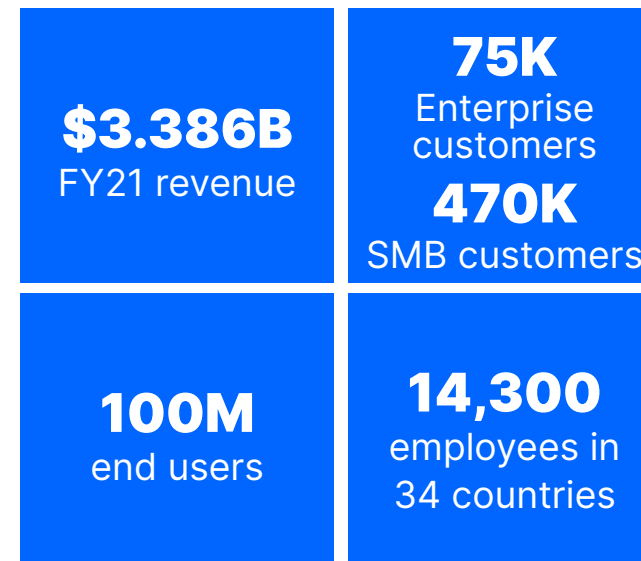 $3.386B
FY21 revenue
75K
Enterprise
customers
470K
SMB customers
100M
end users
14,300
employees in
34 countries